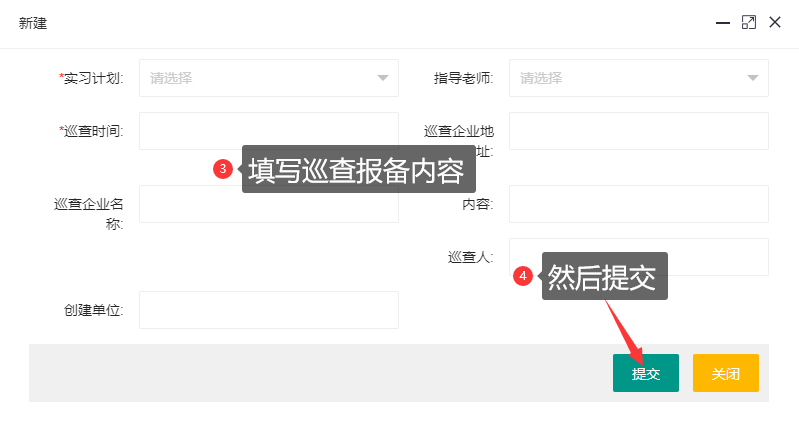 新建
*实习计划:
请选择
指导老师:
请选择
*巡查时间:
巡查企业地
址:
3
填写巡查报备内容
巡查企业名
称:
内容:
巡查人:
4
然后提交
创建单位:
提交
关闭